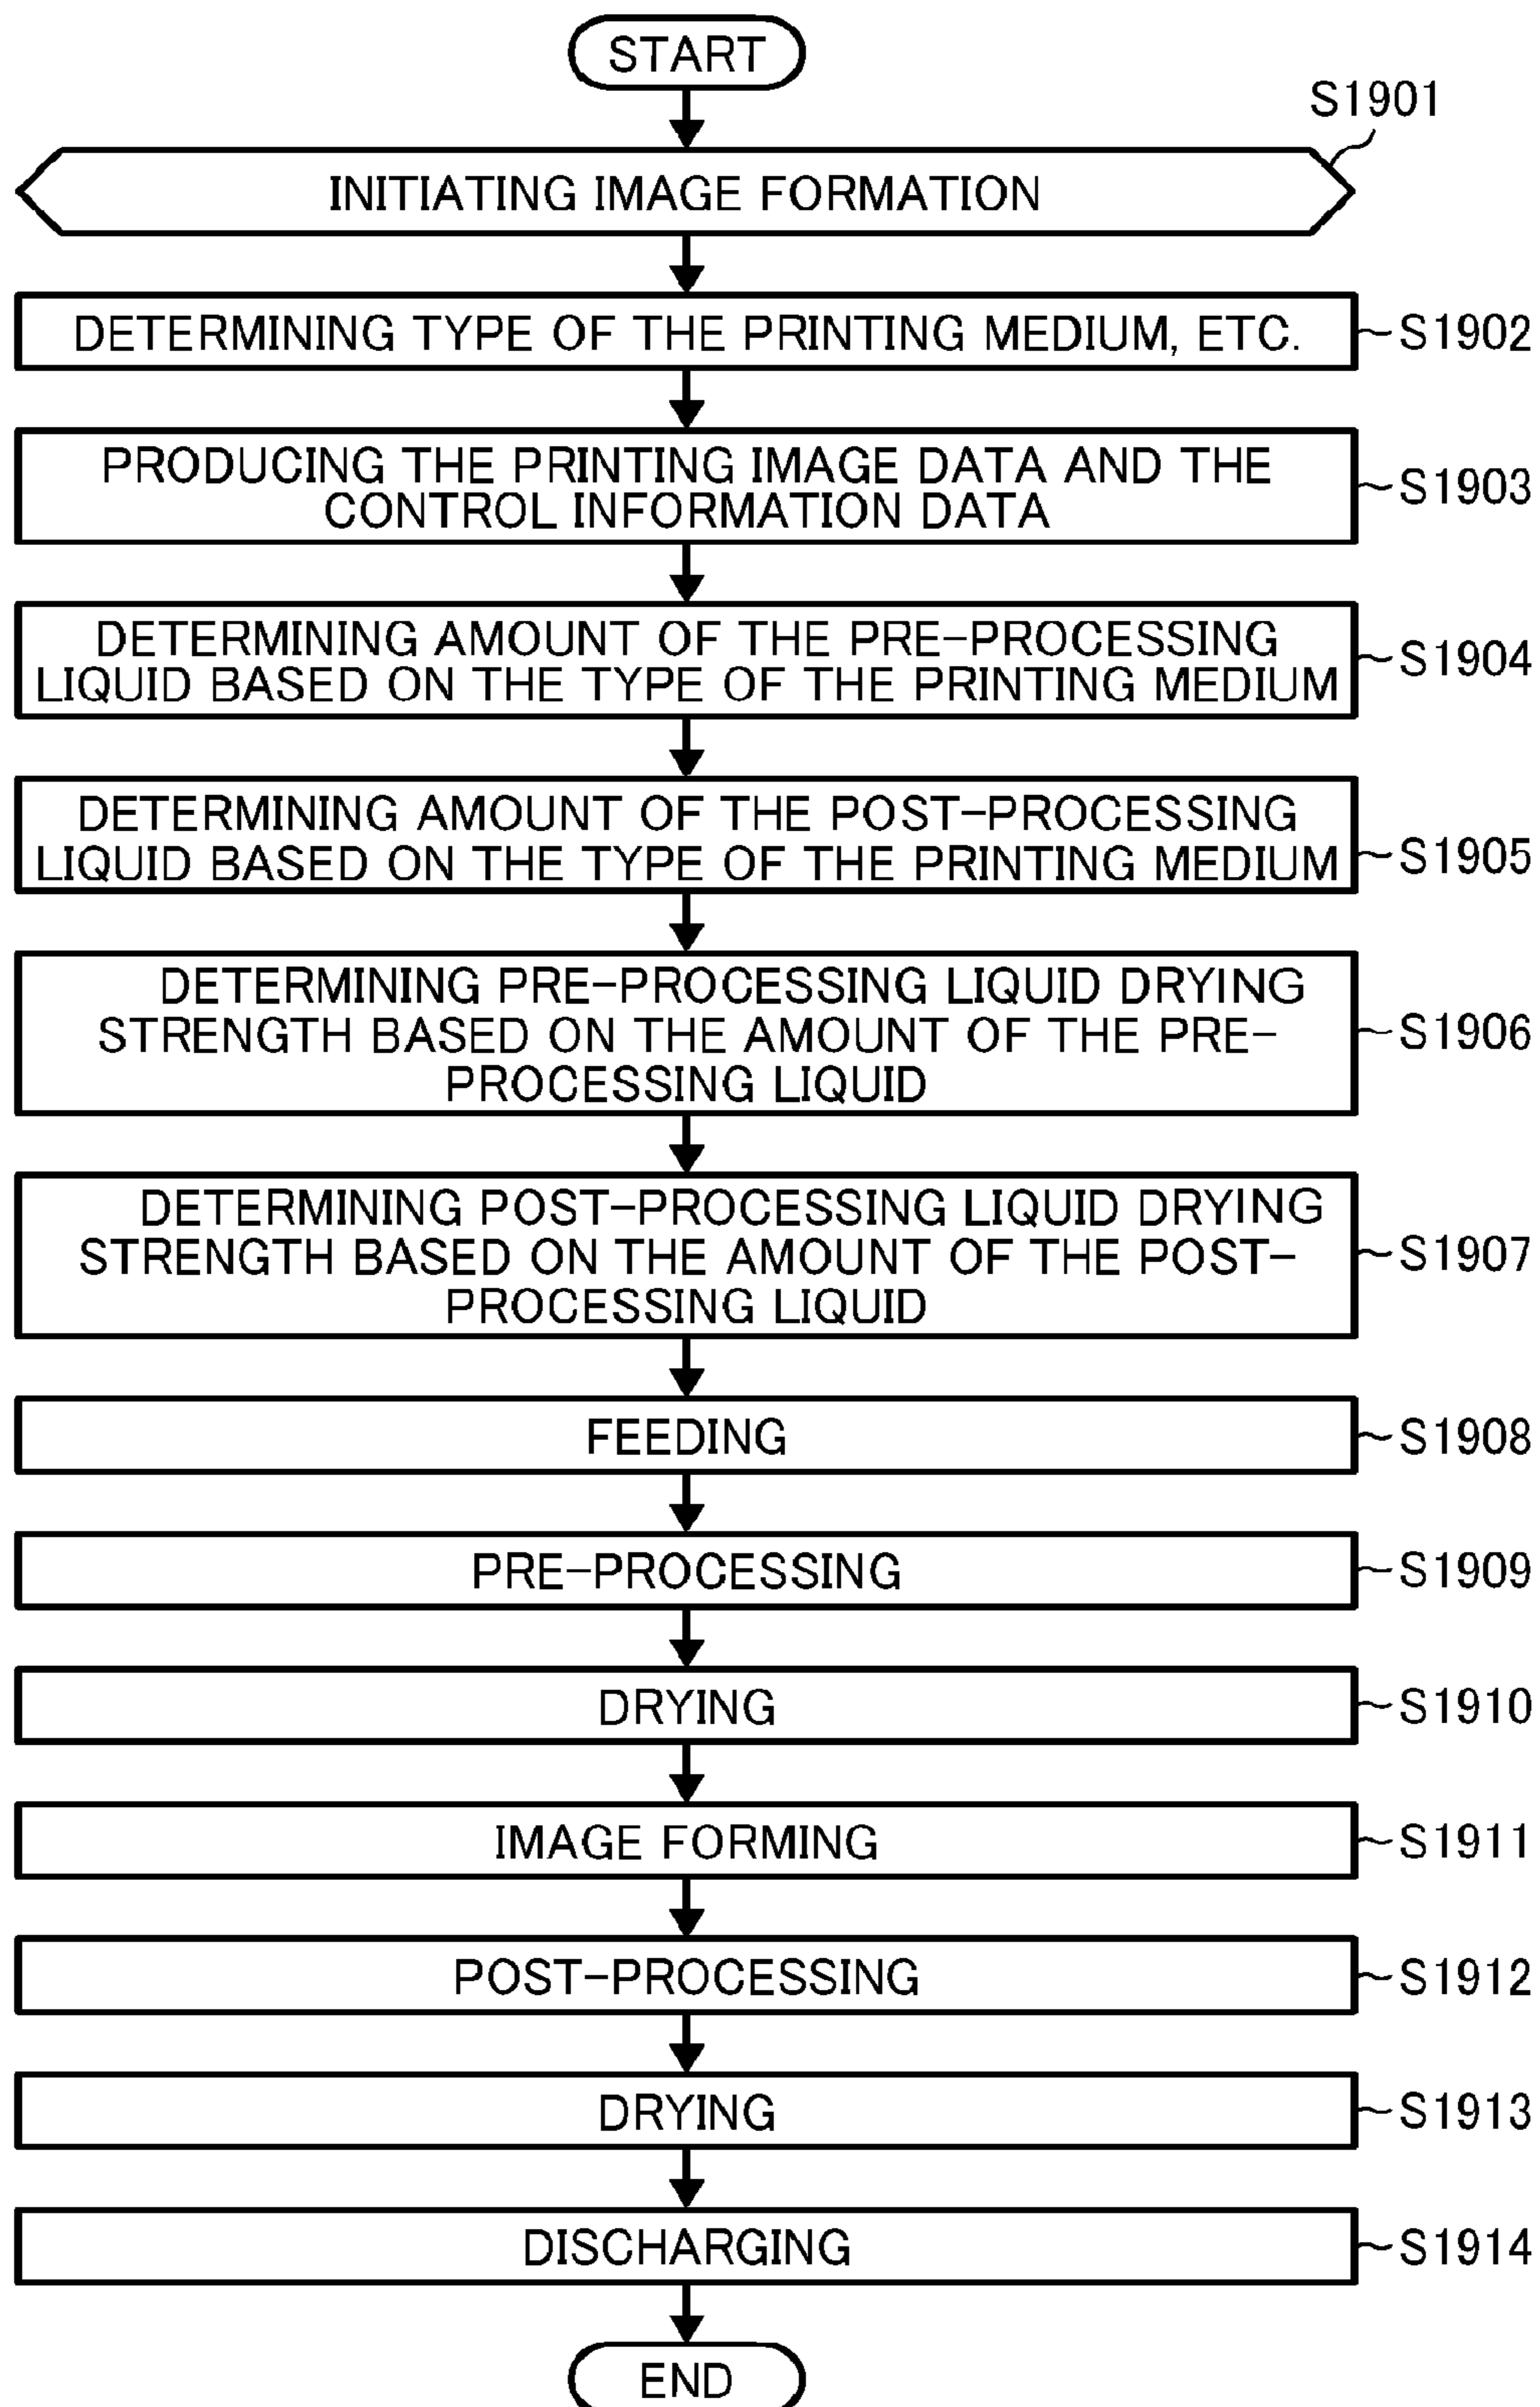 START
S1901
INITIATING IMAGE FORMATION
DETERMINING TYPE OF THE PRINTING MEDIUM, ETC.
S1902
PRODUCING THE PRINTING IMAGE DATA AND THE
CONTROL INFORMATION DATA
S1903
DETERMINING AMOUNT OF THE PRE-PROCESSING
LIQUID BASED ON THE TYPE OF THE PRINTING MEDIUM
S1904
DETERMINING AMOUNT OF THE POST-PROCESSING
LIQUID BASED ON THE TYPE OF THE PRINTING MEDIUM
S1905
DETERMINING PRE-PROCESSING LIQUID DRYING
STRENGTH BASED ON THE AMOUNT OF THE PRE-
PROCESSING LIQUID
S1906
DETERMINING POST-PROCESSING LIQUID DRYING
STRENGTH BASED ON THE AMOUNT OF THE POST-
PROCESSING LIQUID
S1907
FEEDING
S1908
PRE-PROCESSING
S1909
DRYING
S1910
IMAGE FORMING
S1911
POST-PROCESSING
S1912
DRYING
S1913
DISCHARGING
S1914
END